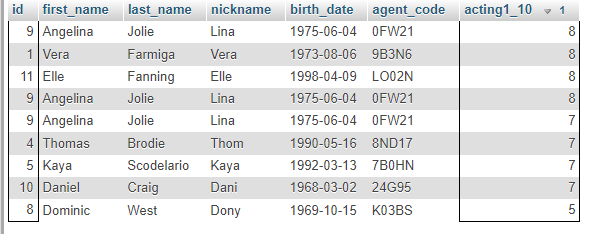 id first_name last_name nickname birth_date agent_code acting1_10 1
9 Angelina Jolie Lina 1975-06-04 0FW21 8
1 Vera Farmiga Vera 1973-08-06 9B3N6 8
11 Elle Fanning Elle 1998-04-09 LO02N 8
9 Angelina Jolie Lina 1975-06-04 0FW21 8
9 Angelina Jolie Lina 1975-06-04 0FW21 7
4 Thomas Brodie Thom 1990-05-16 8ND17 7
5 Kaya Scodelario Kaya 1992-03-13 7B0HN 7
10 Daniel Craig Dani 1968-03-02 24G95 7
8 Dominic West Dony 1969-10-15 K03BS 5